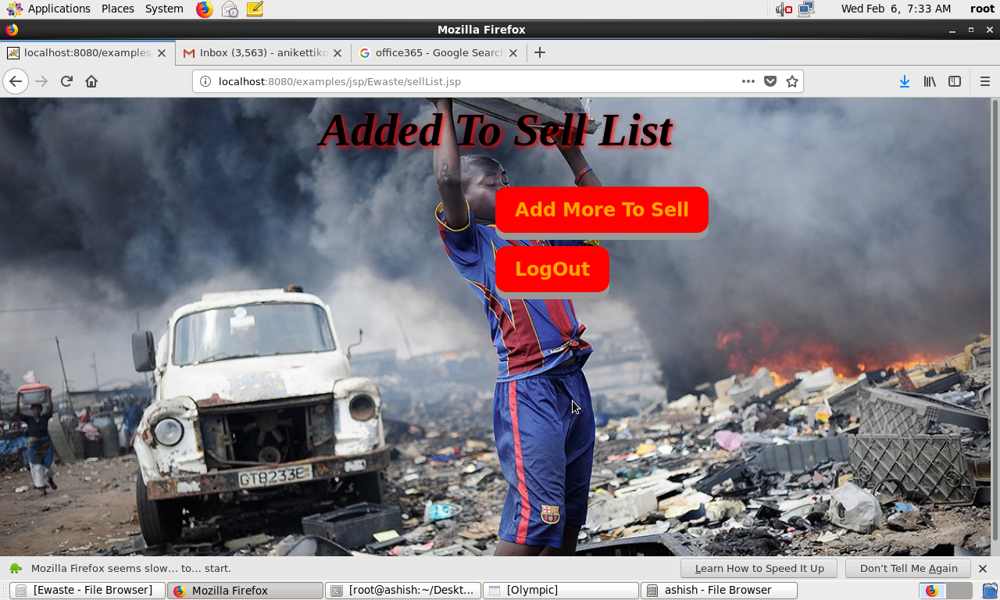 Applications Places System
Wed Feb 6, 7:33 AM root
Mozilla Firefox
localhost:8080/examples
Inbox (3,563) - anikettiko
office365 - Google Search
localhost:8080/examples/jsp/Ewaste/sellList.jsp
Added To Sell List
Add More To Sell
LogOut
GT8233E
Mozilla Firefox seems slow… to… start.
Learn How to Speed It Up
Don't Tell Me Again
[Ewaste - File Browser]
Mozilla Firefox
[root@ashish:~/Deskt...
[Olympic]
ashish - File Browser